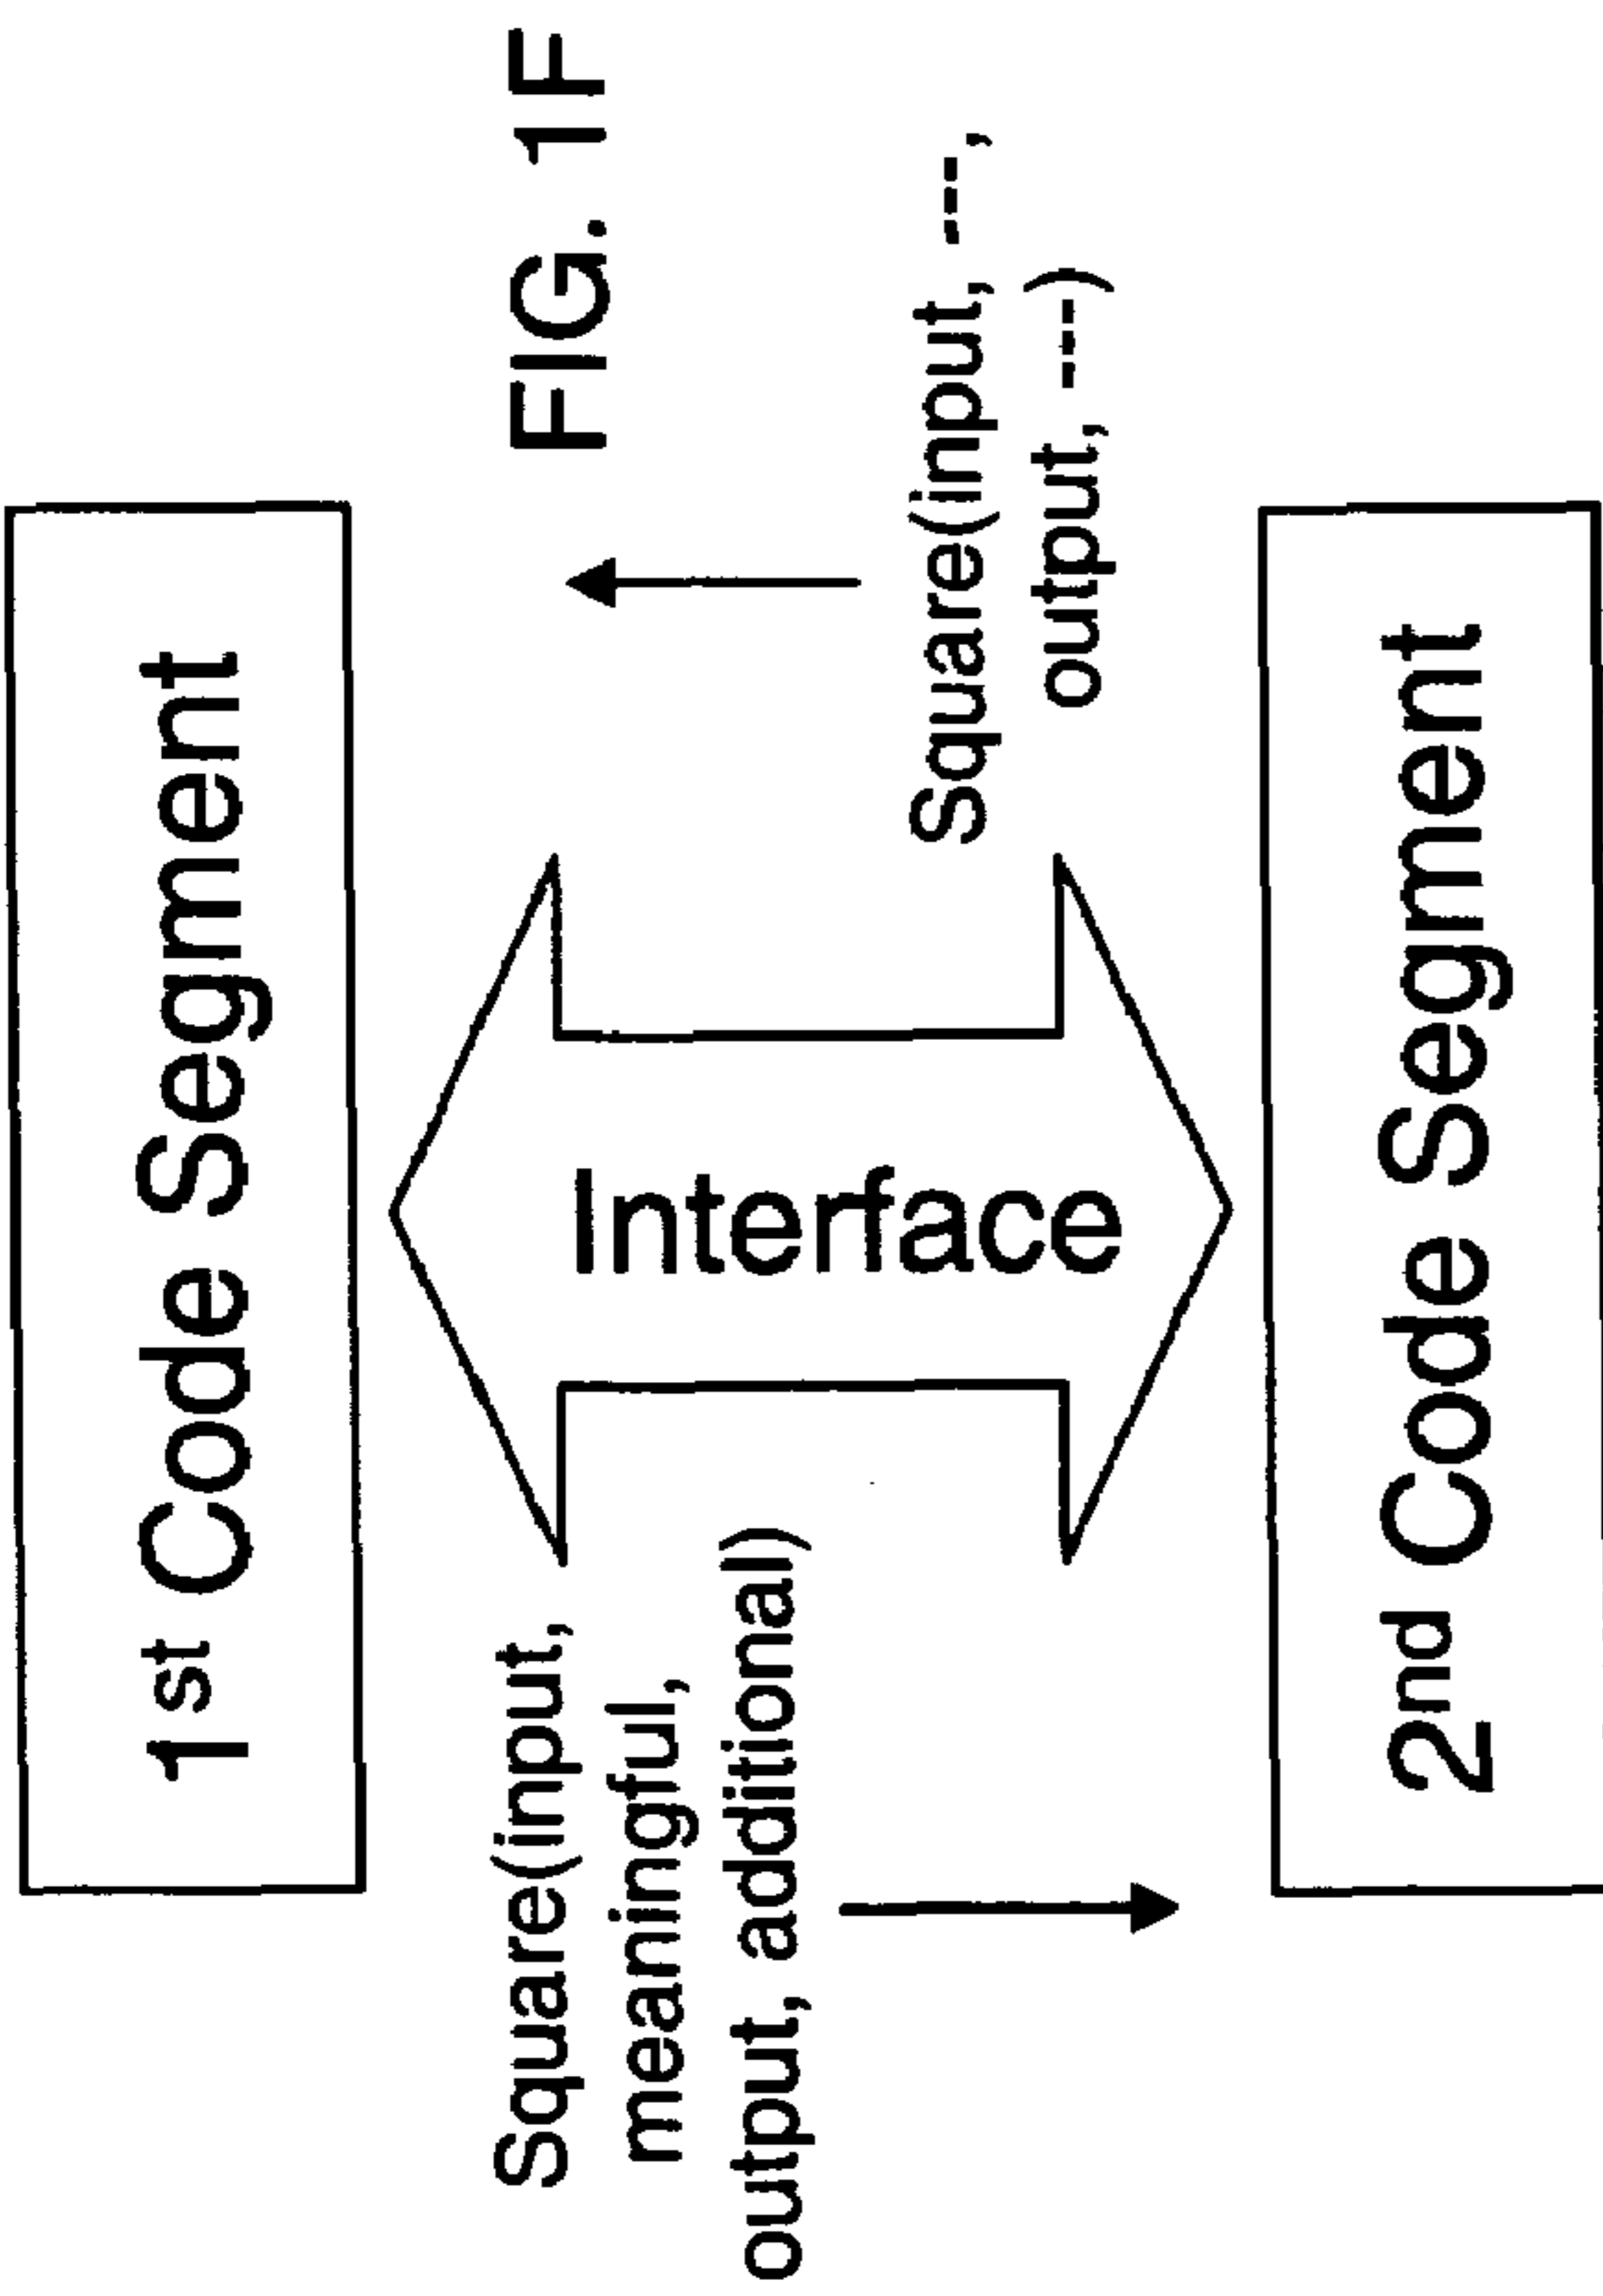 1st Code Segment
FIG. 1F
Square(input,
meaningful,
output, additional)
Interface
Square(input, ---,
output, ---)
2nd Code Segment